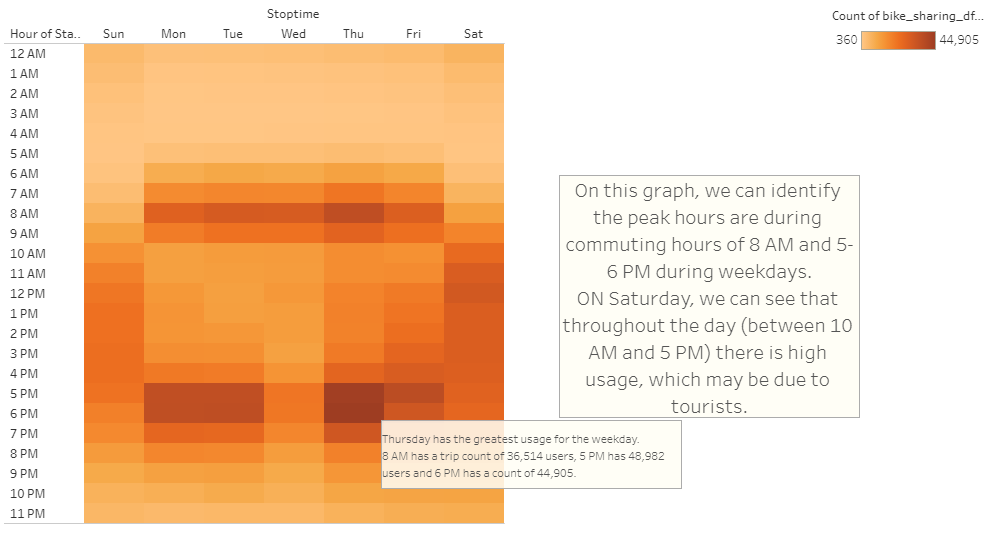 Stoptime
Hour of Sta.. Sun Mon Tue Wed Thu Fri Sat
12 AM
1 AM
2 AM
3 AM
4 AM
5 AM
6 AM
7 AM
8 AM
9 AM
10 AM
11 AM
12 PM
1 PM
2 PM
3 PM
4 PM
5 PM
6 PM
7 PM
8 PM
9 PM
10 PM
11 PM
Count of bike_sharing_df...
360 44,905
On this graph, we can identify
the peak hours are during
commuting hours of 8 AM and 5-
6 PM during weekdays.
ON Saturday, we can see that
throughout the day (between 10
AM and 5 PM) there is high
usage, which may be due to
tourists.
Thursday has the greatest usage for the weekday.
8 AM has a trip count of 36,514 users, 5 PM has 48,982
users and 6 PM has a count of 44,905.